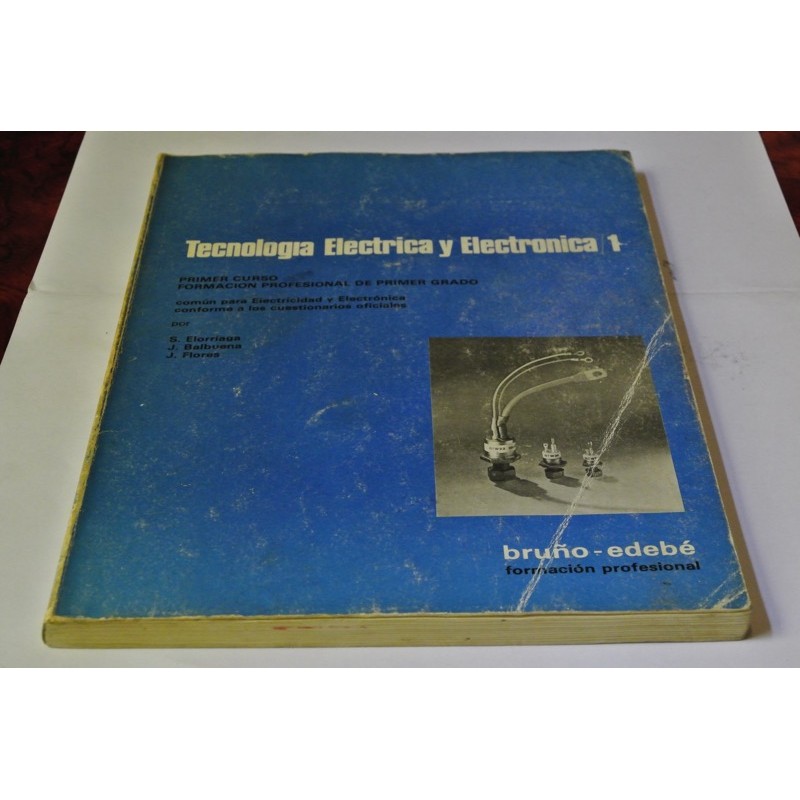 Tecnologia Electrica y Electronica/1
PRIMER CURSO
FORMACION PROFESIONAL DE PRIMER GRADO
común para Electricidad y Electrónica
conforme a los cuestionarios oficiales
por
S. Elorriaga
J. Balbuena
J. Flores
bruño-edebé
formación profesional